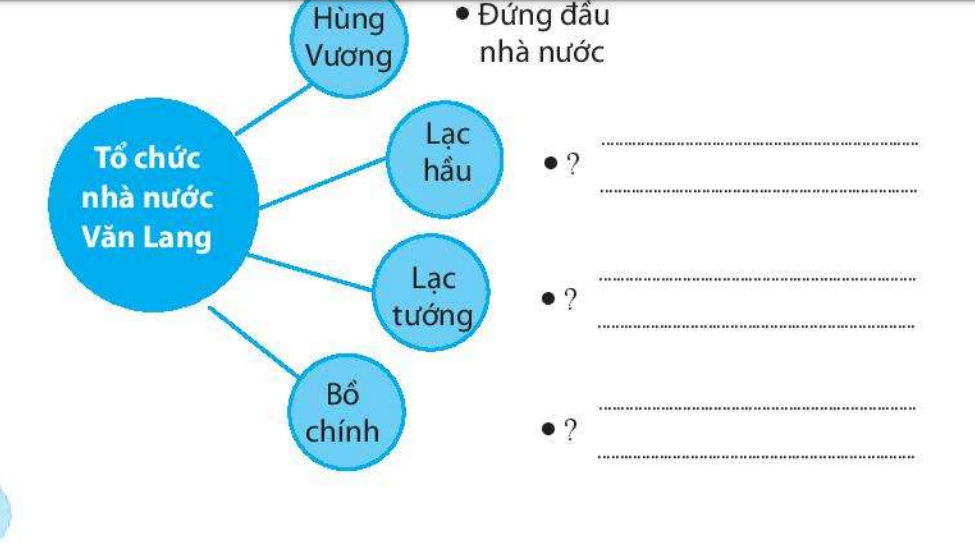 Hùng
Vương
• Đứng đầu
nhà nước
Tổ chức
nhà nước
Văn Lang
Lạc
hầu
• ? ................................................
................................................
Lạc
tướng
• ? ................................................
................................................
Bồ
chính
• ? ................................................
................................................